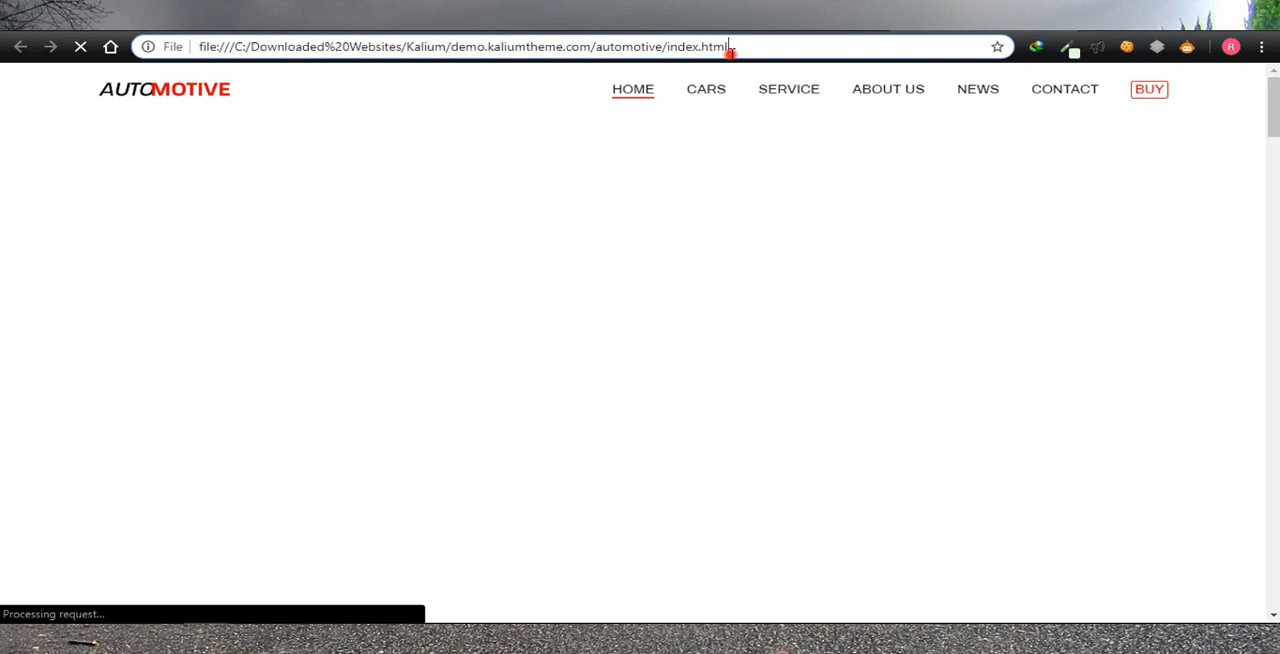 File file:///C:/Downloaded%20Websites/Kalium/demo.kaliumtheme.com/automotive/index.html R
AUTOMOTIVE HOME CARS SERVICE ABOUT US NEWS CONTACT BUY
Processing request...